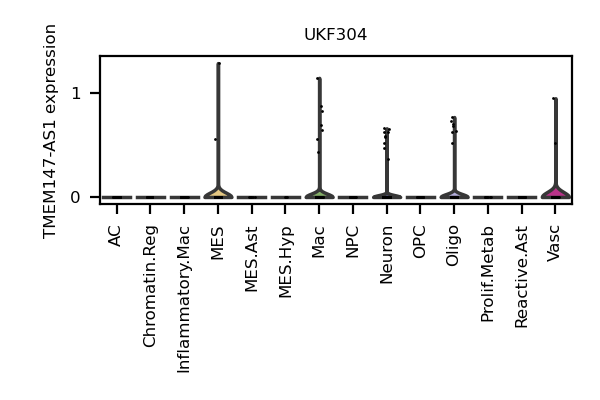 UKF304
TMEM147-AS1 expression
1
0
AC
Chromatin.Reg
Inflammatory.Mac
MES
MES.Ast
MES.Hyp
Mac
NPC
Neuron
OPC
Oligo
Prolif.Metab
Reactive.Ast
Vasc